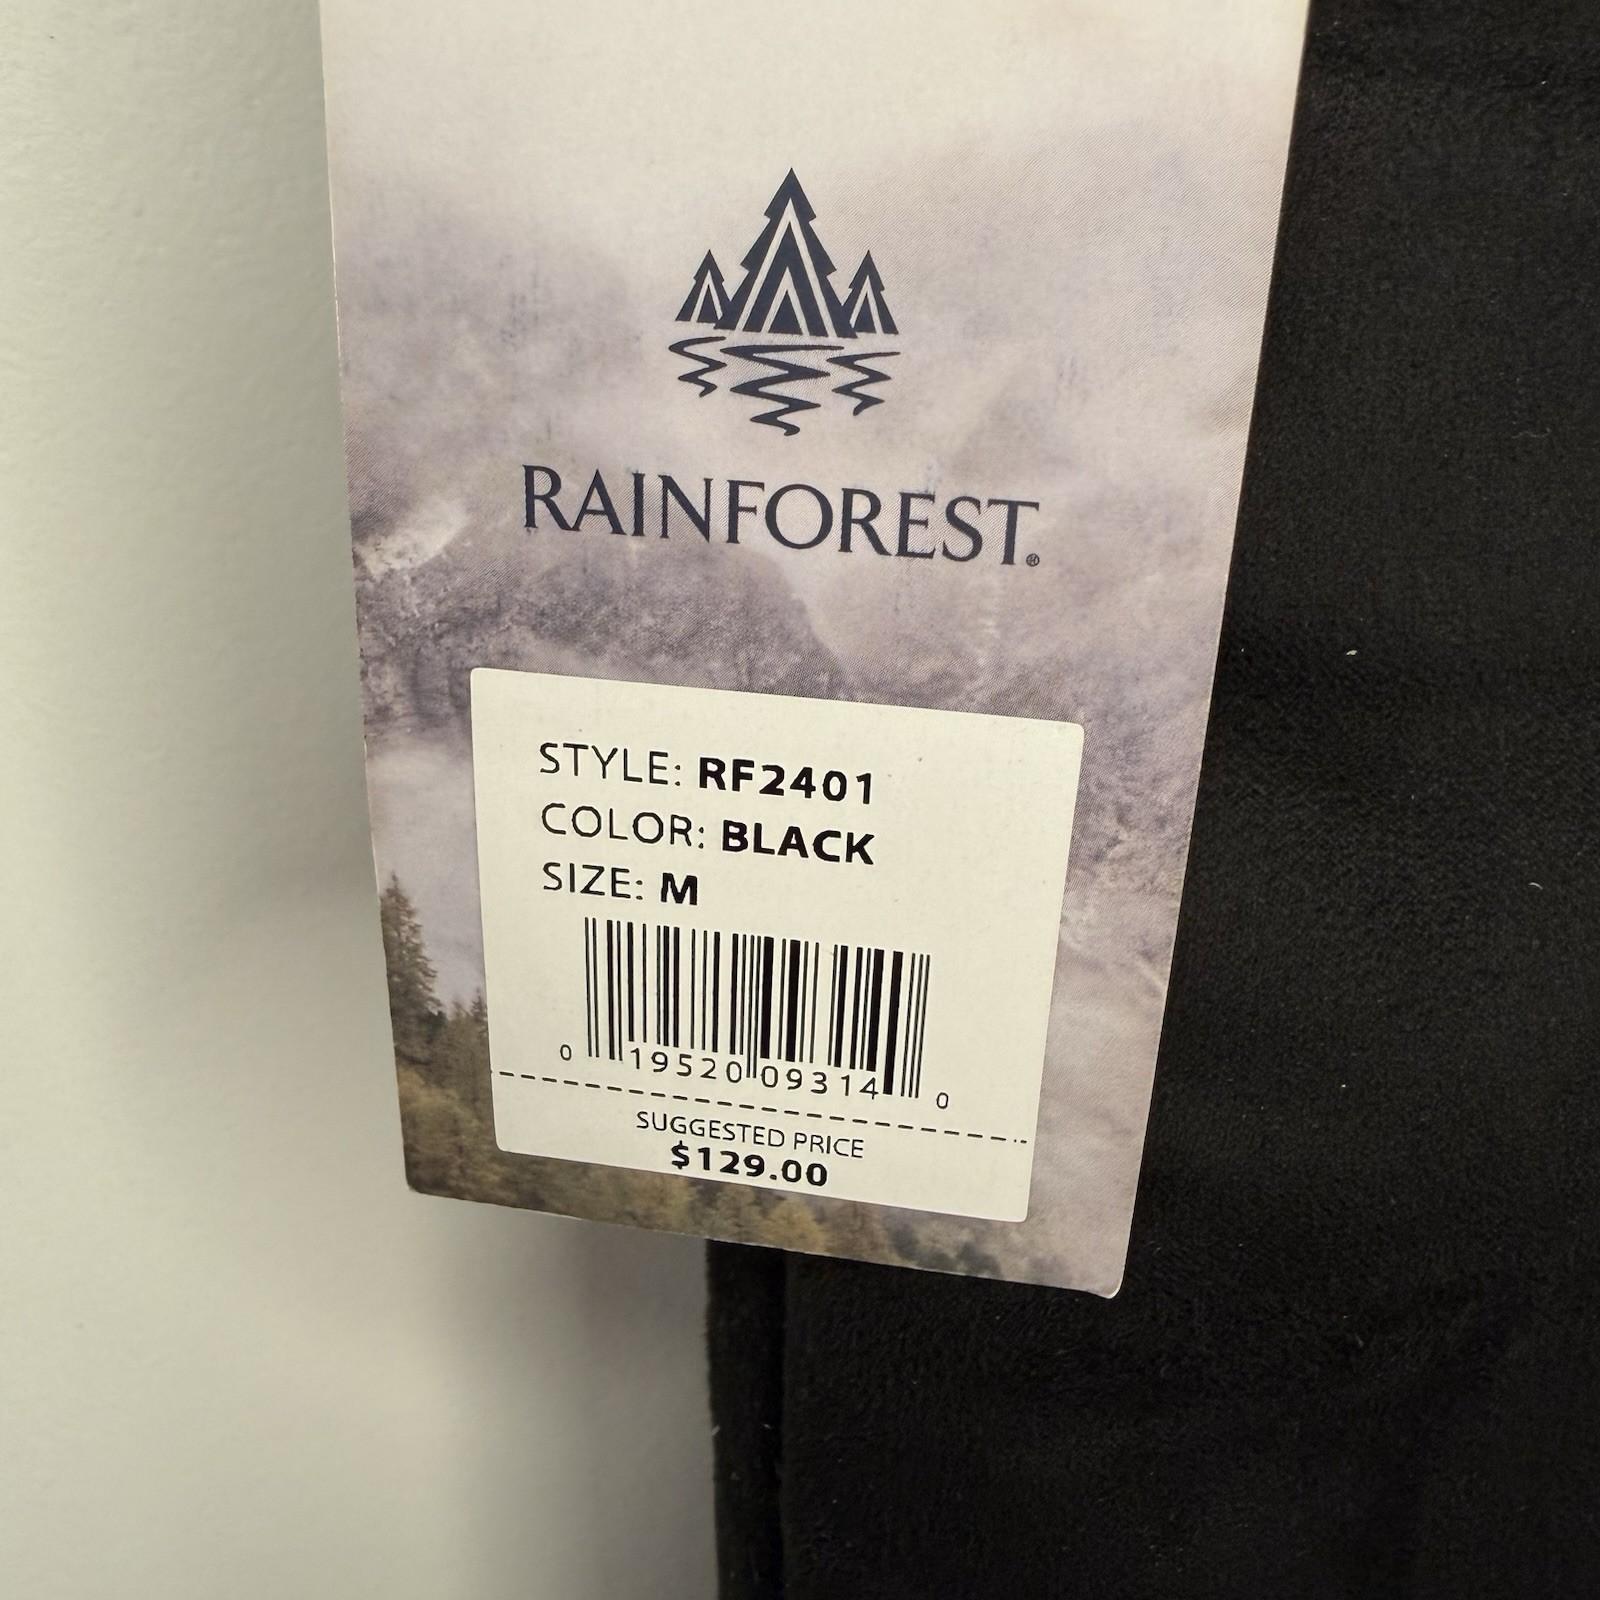 RAINFOREST®
STYLE: RF2401
COLOR: BLACK
SIZE: M
0 19520 09314 0
SUGGESTED PRICE
$129.00